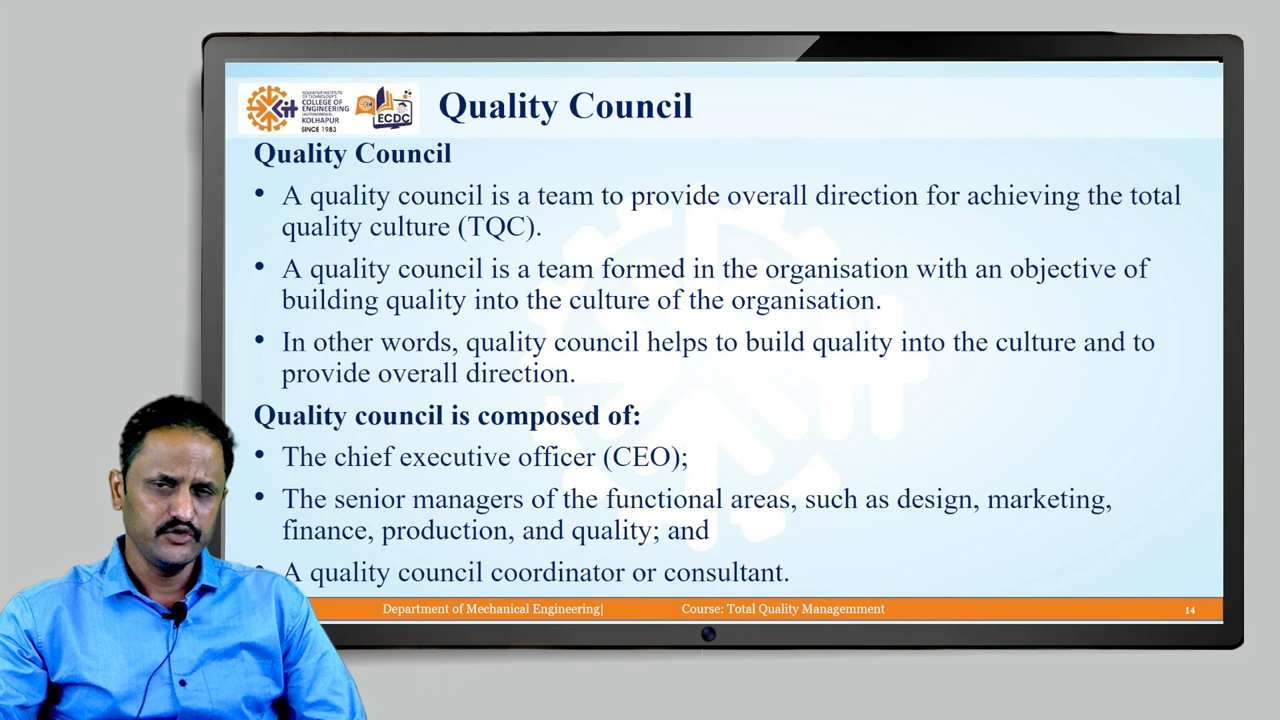 KOLHAPUR INSTITUTE
OF TECHNOLOGY'S
COLLEGE OF
ENGINEERING
(AUTONOMOUS),
KOLHAPUR
SINCE 1983
ECDC
Quality Council
Quality Council
• A quality council is a team to provide overall direction for achieving the total
quality culture (TQC).
• A quality council is a team formed in the organisation with an objective of
building quality into the culture of the organisation.
• In other words, quality council helps to build quality into the culture and to
provide overall direction.
Quality council is composed of:
• The chief executive officer (CEO);
• The senior managers of the functional areas, such as design, marketing,
finance, production, and quality; and
• A quality council coordinator or consultant.
Department of Mechanical Engineering| Course: Total Quality Managemment 14